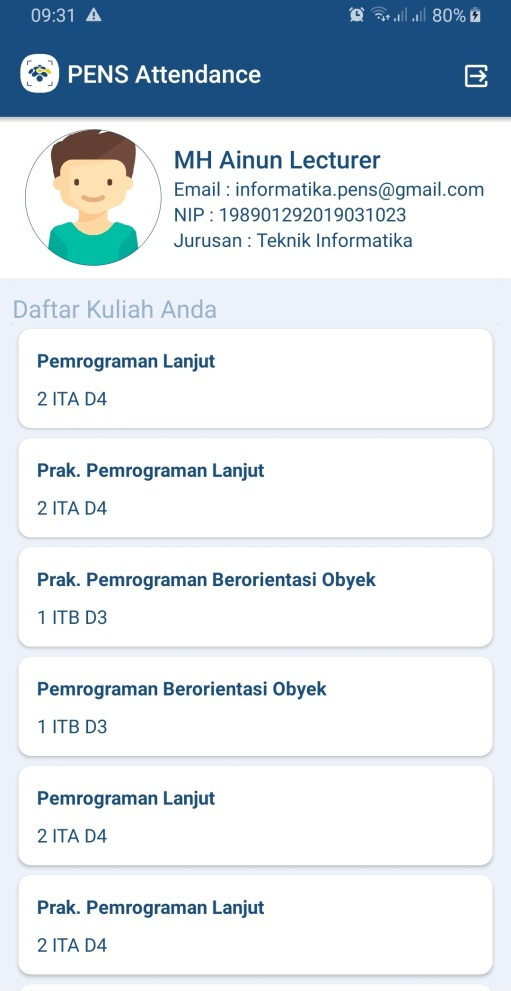 09:31
80%
PENS Attendance
MH Ainun Lecturer
Email : informatika.pens@gmail.com
NIP : 198901292019031023
Jurusan : Teknik Informatika
Daftar Kuliah Anda
Pemrograman Lanjut
2 ITA D4
Prak. Pemrograman Lanjut
2 ITA D4
Prak. Pemrograman Berorientasi Obyek
1 ITB D3
Pemrograman Berorientasi Obyek
1 ITB D3
Pemrograman Lanjut
2 ITA D4
Prak. Pemrograman Lanjut
2 ITA D4